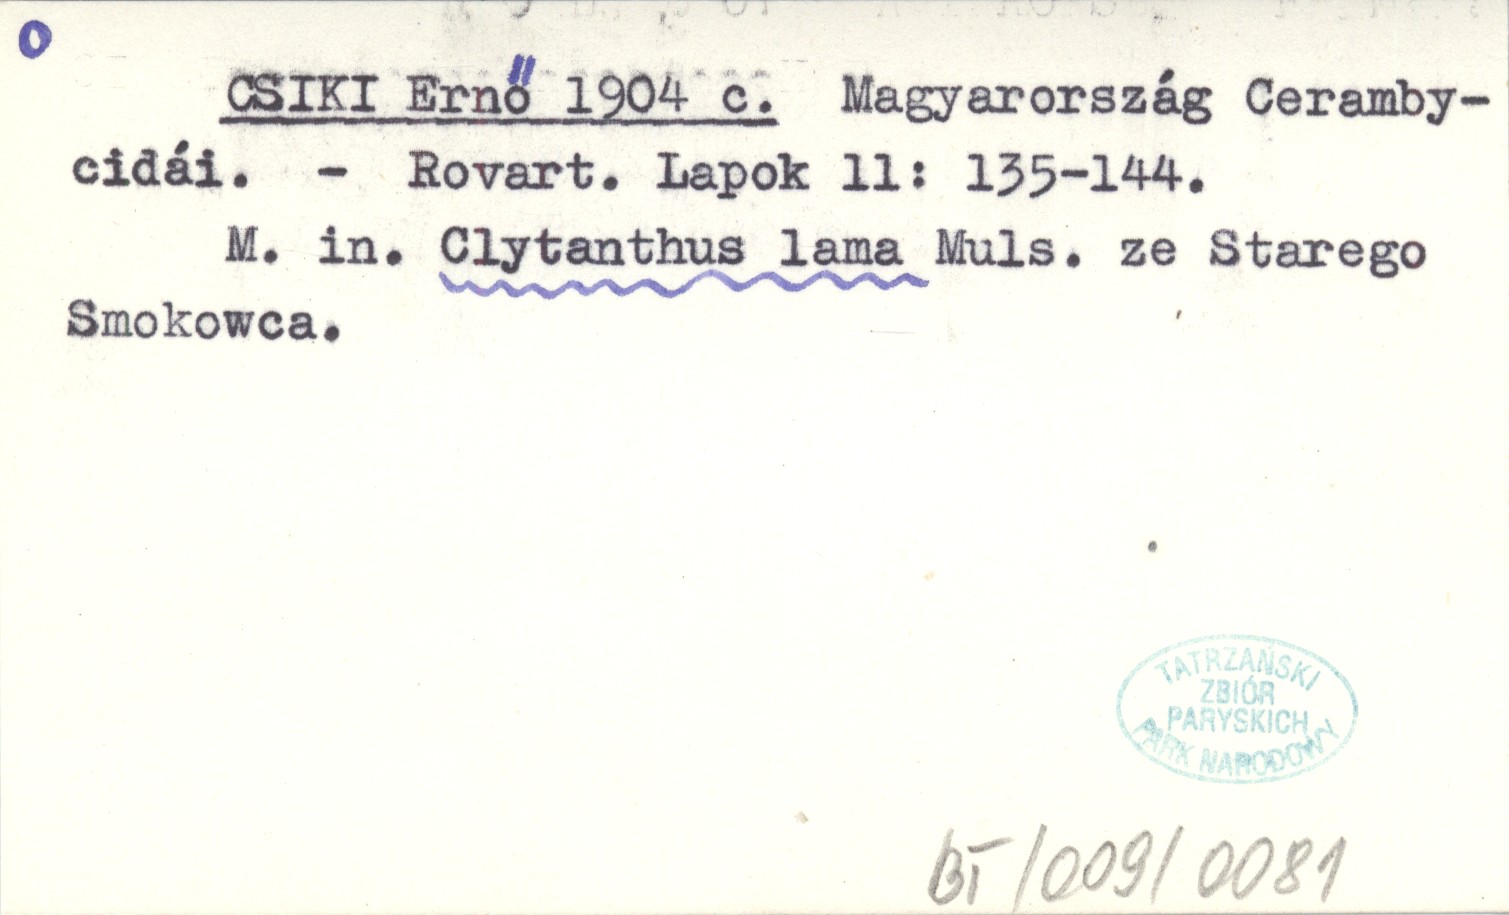 o
CSIKI Ernő 1904 c. Magyarország Ceramby-
cidái. - Rovart. Lapok 11: 135-144.
M. in. Clytanthus lama Muls. ze Starego
Smokowca.
TATRZAŃSKI
ZBIÓR
PARYSKICH
PARK NARODOWY
BI/009/0081